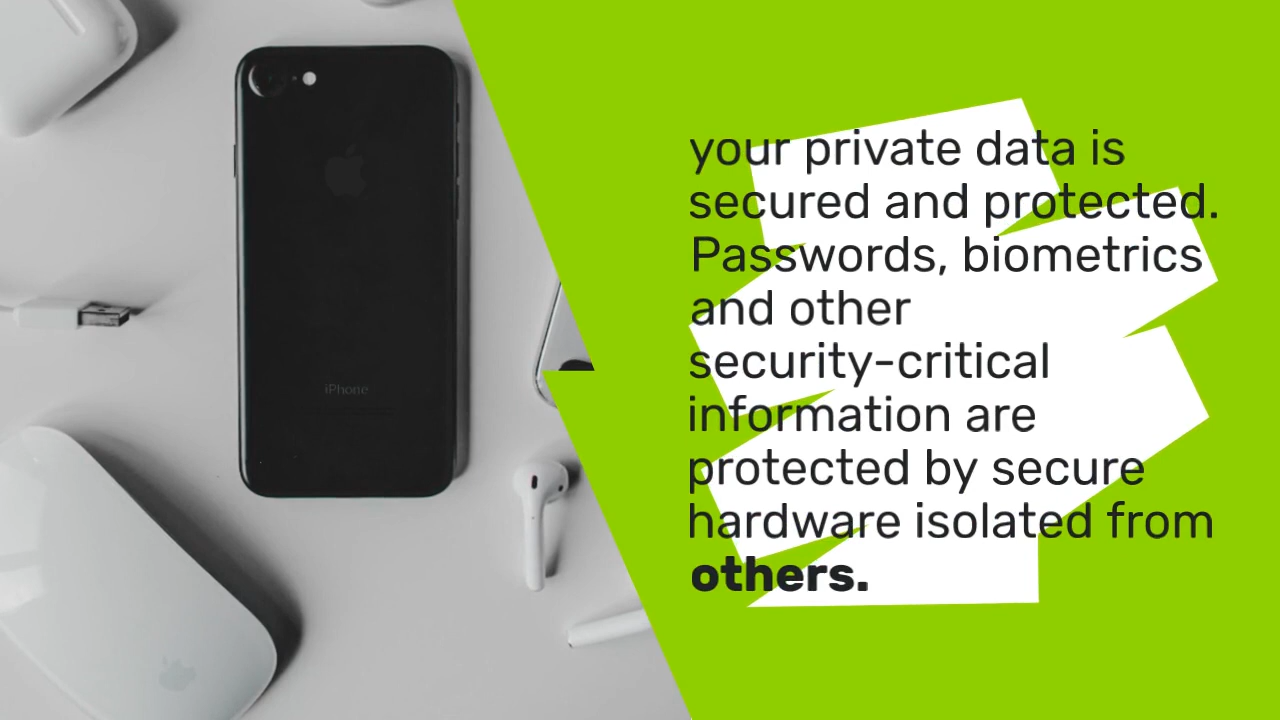 your private data is
secured and protected.
Passwords, biometrics
and other
security-critical
information are
protected by secure
hardware isolated from
others.
iPhone